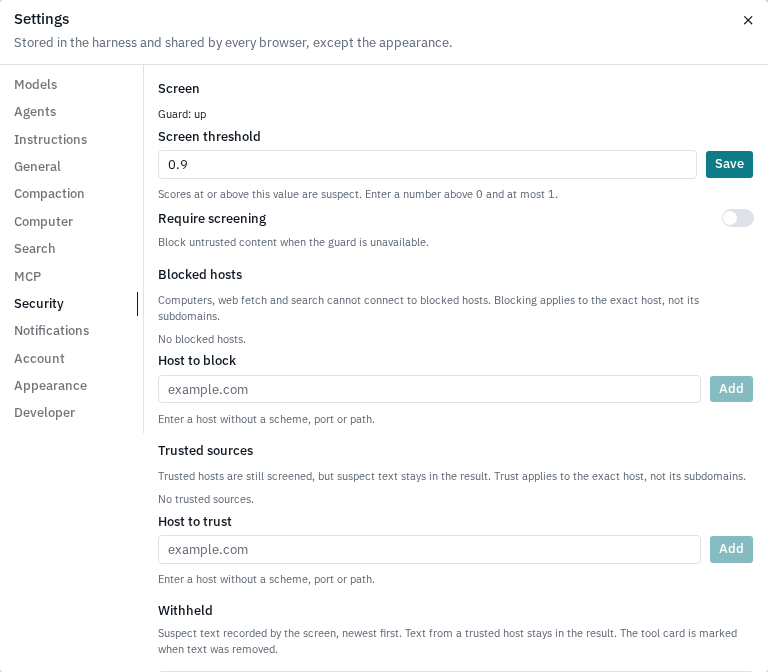 Settings
Stored in the harness and shared by every browser, except the appearance.
Models
Agents
Instructions
General
Compaction
Computer
Search
MCP
Security
Notifications
Account
Appearance
Developer
Screen
Guard: up
Screen threshold
0.9
Save
Scores at or above this value are suspect. Enter a number above 0 and at most 1.
Require screening
Block untrusted content when the guard is unavailable.
Blocked hosts
Computers, web fetch and search cannot connect to blocked hosts. Blocking applies to the exact host, not its
subdomains.
No blocked hosts.
Host to block
example.com
Add
Enter a host without a scheme, port or path.
Trusted sources
Trusted hosts are still screened, but suspect text stays in the result. Trust applies to the exact host, not its subdomains.
No trusted sources.
Host to trust
example.com
Add
Enter a host without a scheme, port or path.
Withheld
Suspect text recorded by the screen, newest first. Text from a trusted host stays in the result. The tool card is marked
when text was removed.